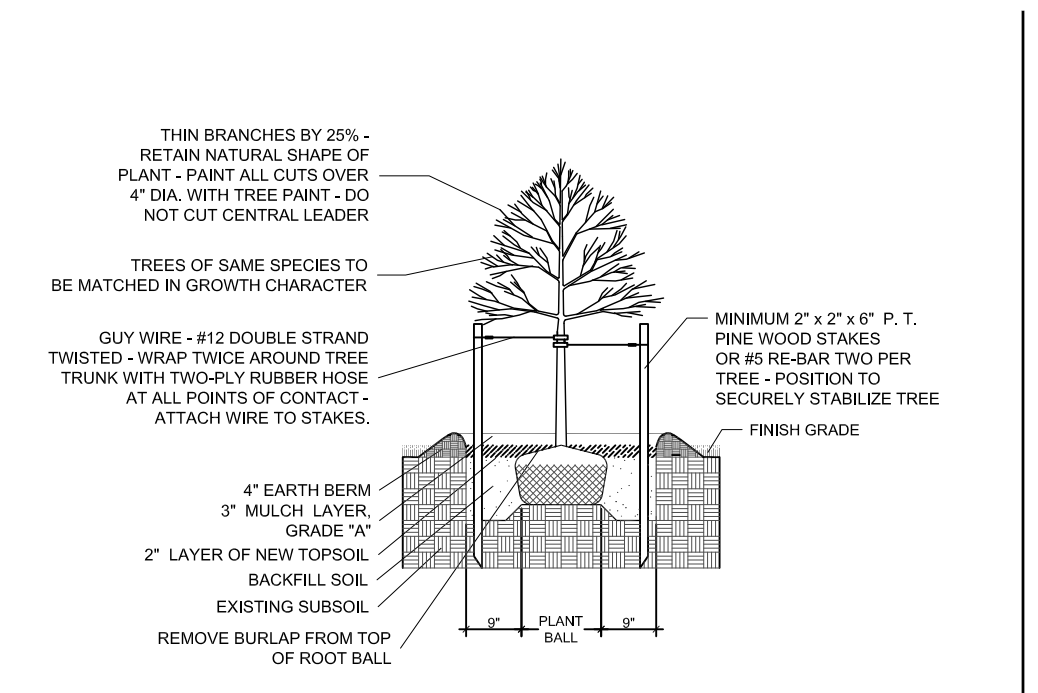 THIN BRANCHES BY 25% -
RETAIN NATURAL SHAPE OF
PLANT - PAINT ALL CUTS OVER
4" DIA. WITH TREE PAINT - DO
NOT CUT CENTRAL LEADER
TREES OF SAME SPECIES TO
BE MATCHED IN GROWTH CHARACTER
GUY WIRE - #12 DOUBLE STRAND
TWISTED - WRAP TWICE AROUND TREE
TRUNK WITH TWO-PLY RUBBER HOSE
AT ALL POINTS OF CONTACT -
ATTACH WIRE TO STAKES.
MINIMUM 2" x 2" x 6" P. T.
PINE WOOD STAKES
OR #5 RE-BAR TWO PER
TREE - POSITION TO
SECURELY STABILIZE TREE
FINISH GRADE
4" EARTH BERM
3" MULCH LAYER,
GRADE "A"
2" LAYER OF NEW TOPSOIL
BACKFILL SOIL
EXISTING SUBSOIL
REMOVE BURLAP FROM TOP
OF ROOT BALL
9"
PLANT
BALL
9"